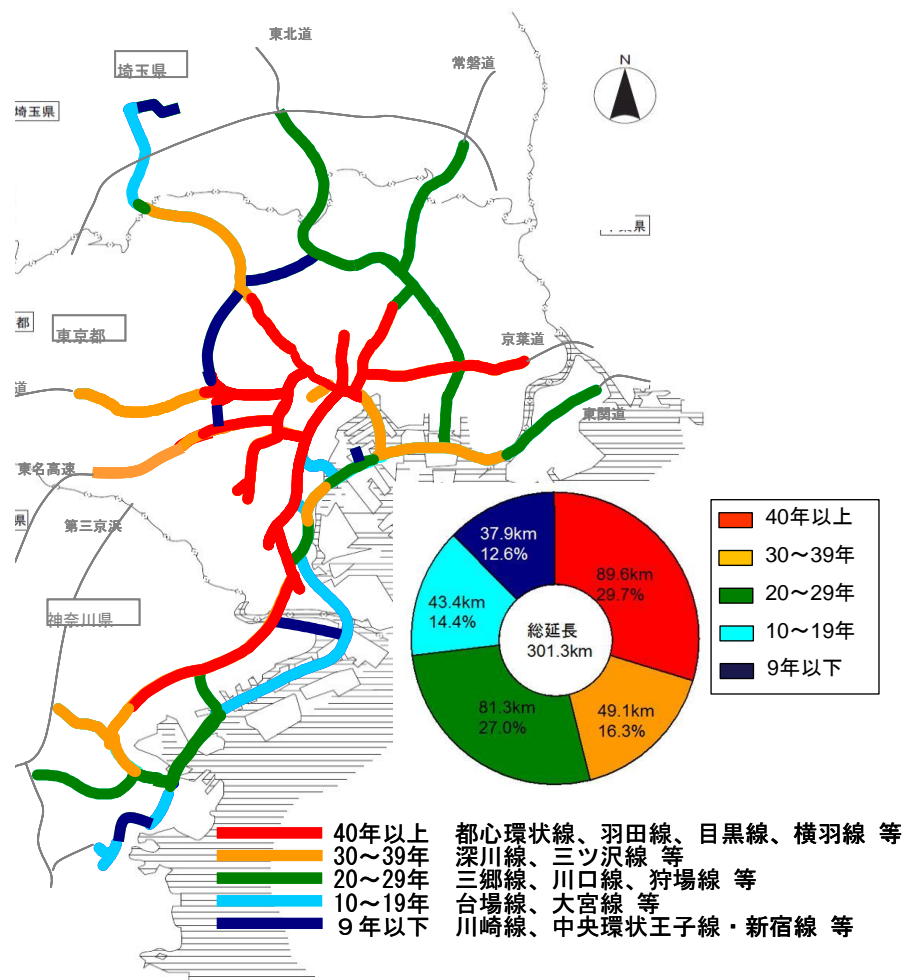 東北道
常磐道
埼玉県
埼玉県
N
県
都
東京都
京葉道
道
東関道
東名高速
第三京浜
県
神奈川県
37.9km
12.6%
89.6km
29.7%
43.4km
14.4%
総延長
301.3km
81.3km
27.0%
49.1km
16.3%
40年以上
30～39年
20～29年
10～19年
9年以下
40年以上 都心環状線、羽田線、目黒線、横羽線 等
30～39年 深川線、三ツ沢線 等
20～29年 三郷線、川口線、狩場線 等
10～19年 台場線、大宮線 等
９年以下 川崎線、中央環状王子線・新宿線 等